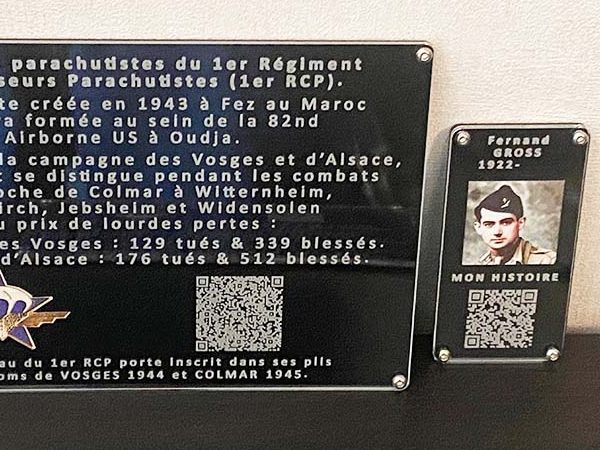 parachutistes du 1er Régiment
seurs Parachutistes (1er RCP).
te créée en 1943 à Fez au Maroc
ra formée au sein de la 82nd
Airborne US à Oudja.
la campagne des Vosges et d'Alsace,
t se distingue pendant les combats
oche de Colmar à Witternheim,
irch, Jebsheim et Widensolen
u prix de lourdes pertes :
es Vosges : 129 tués & 339 blessés.
d'Alsace : 176 tués & 512 blessés.
au du 1er RCP porte Inscrit dans ses plis
oms de VOSGES 1944 et COLMAR 1945.
Fernand
GROSS
1922-
MON HISTOIRE